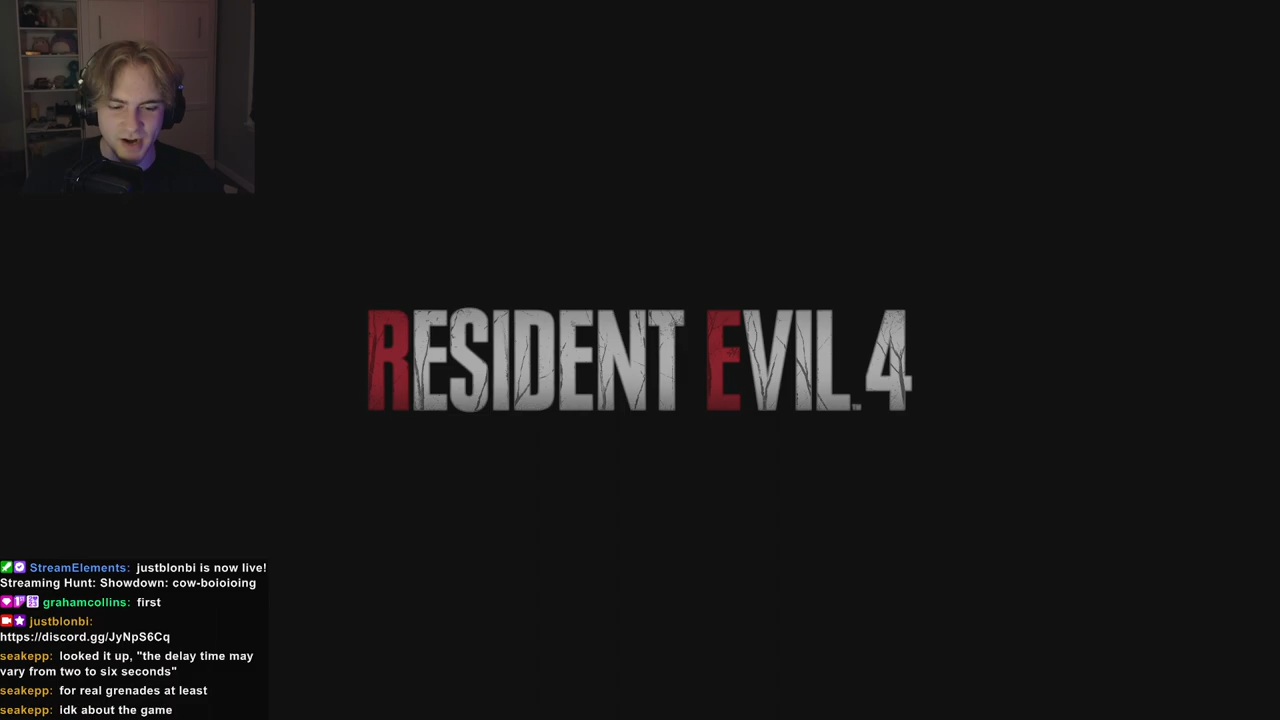 RESIDENT EVIL 4
StreamElements: justblonbi is now live!
Streaming Hunt: Showdown: cow-boioioing
grahamcollins: first
justblonbi:
https://discord.gg/JyNpS6Cq
seakepp: looked it up, "the delay time may
vary from two to six seconds"
seakepp: for real grenades at least
seakepp: idk about the game